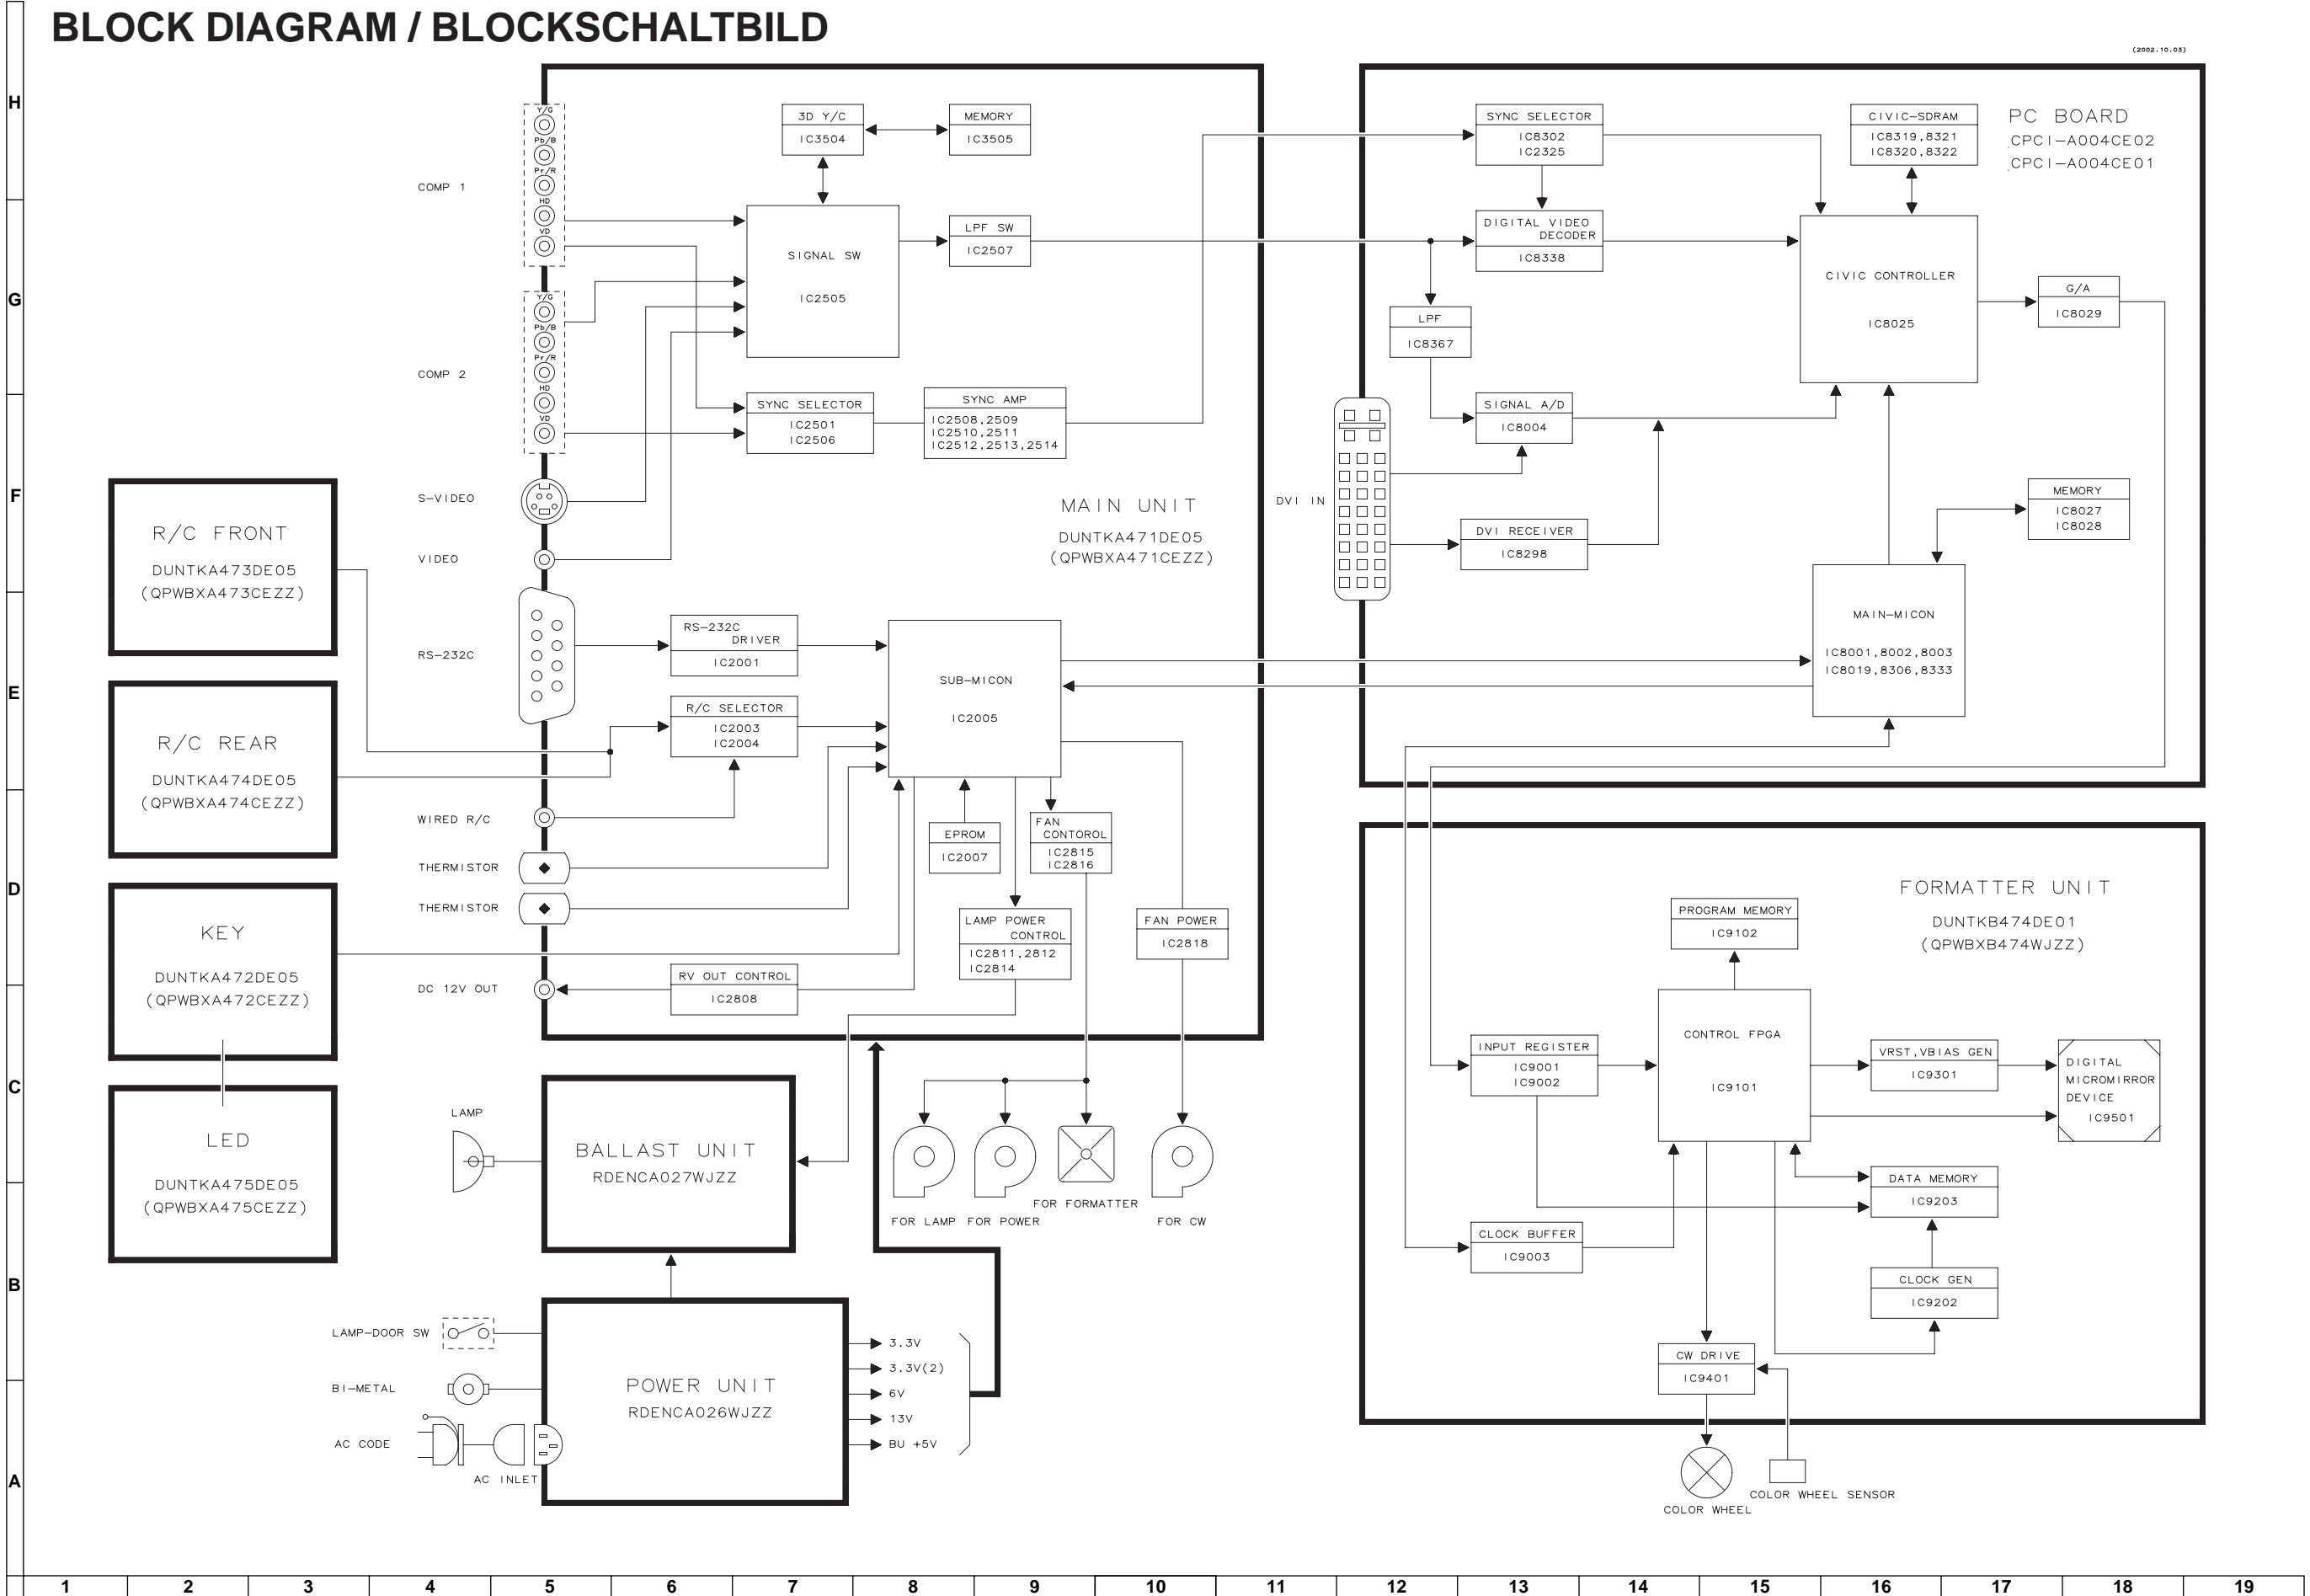 BLOCK DIAGRAM / BLOCKSCHALTBILD
(2002.10.03)
H
G
F
E
D
C
B
A
COMP 1
Y/G
Pb/B
Pr/R
HD
VD
COMP 2
Y/G
Pb/B
Pr/R
HD
VD
S-VIDEO
VIDEO
RS-232C
WIRED R/C
THERMISTOR
THERMISTOR
DC 12V OUT
3D Y/C
IC3504
MEMORY
IC3505
SIGNAL SW
IC2505
LPF SW
IC2507
SYNC SELECTOR
IC2501
IC2506
SYNC AMP
IC2508,2509
IC2510,2511
IC2512,2513,2514
MAIN UNIT
DUNTKA471DE05
(QPWBXA471CEZZ)
RS-232C
DRIVER
IC2001
R/C SELECTOR
IC2003
IC2004
SUB-MICON
IC2005
EPROM
IC2007
FAN
CONTOROL
IC2815
IC2816
LAMP POWER
CONTROL
IC2811,2812
IC2814
FAN POWER
IC2818
RV OUT CONTROL
IC2808
R/C FRONT
DUNTKA473DE05
(QPWBXA473CEZZ)
R/C REAR
DUNTKA474DE05
(QPWBXA474CEZZ)
KEY
DUNTKA472DE05
(QPWBXA472CEZZ)
LED
DUNTKA475DE05
(QPWBXA475CEZZ)
LAMP
BALLAST UNIT
RDENCA027WJZZ
FOR LAMP
FOR POWER
FOR FORMATTER
FOR CW
LAMP-DOOR SW
BI-METAL
AC CODE
AC INLET
POWER UNIT
RDENCA026WJZZ
3.3V
3.3V(2)
6V
13V
BU +5V
PC BOARD
CPCI-A004CE02
CPCI-A004CE01
SYNC SELECTOR
IC8302
IC2325
CIVIC-SDRAM
IC8319,8321
IC8320,8322
DIGITAL VIDEO
DECODER
IC8338
CIVIC CONTROLLER
IC8025
G/A
IC8029
LPF
IC8367
SIGNAL A/D
IC8004
DVI IN
DVI RECEIVER
IC8298
MEMORY
IC8027
IC8028
MAIN-MICON
IC8001,8002,8003
IC8019,8306,8333
FORMATTER UNIT
DUNTKB474DE01
(QPWBXB474WJZZ)
PROGRAM MEMORY
IC9102
INPUT REGISTER
IC9001
IC9002
CONTROL FPGA
IC9101
VRST,VBIAS GEN
IC9301
DIGITAL
MICROMIRROR
DEVICE
IC9501
DATA MEMORY
IC9203
CLOCK BUFFER
IC9003
CLOCK GEN
IC9202
CW DRIVE
IC9401
COLOR WHEEL
COLOR WHEEL SENSOR
1 2 3 4 5 6 7 8 9 10 11 12 13 14 15 16 17 18 19